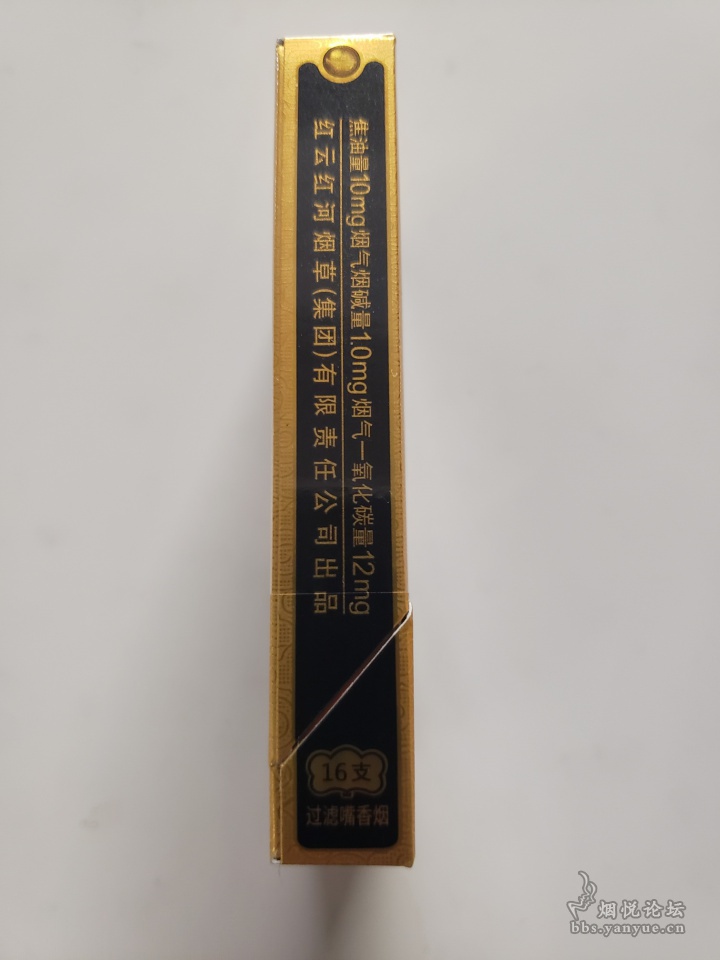 焦油量10mg烟气烟碱量1.0mg烟气一氧化碳量12mg
红云红河烟草(集团)有限责任公司出品
16支
过滤嘴香烟
烟悦论坛
bbs.yanyue.cn